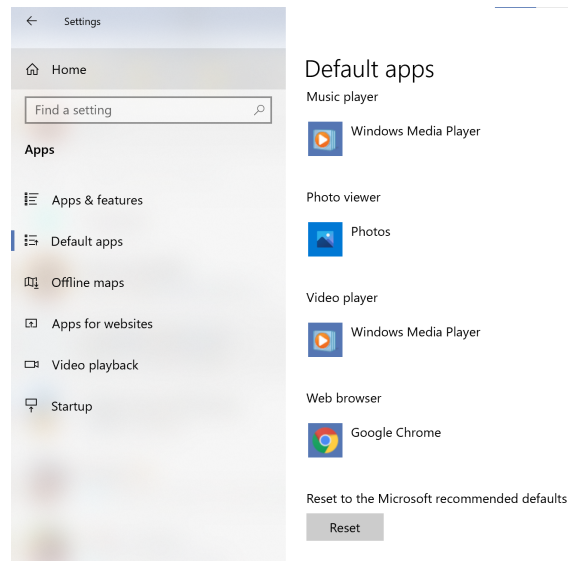 Settings
Home
Find a setting
Apps
Apps & features
Default apps
Offline maps
Apps for websites
Video playback
Startup
Default apps
Music player
Windows Media Player
Photo viewer
Photos
Video player
Windows Media Player
Web browser
Google Chrome
Reset to the Microsoft recommended defaults
Reset